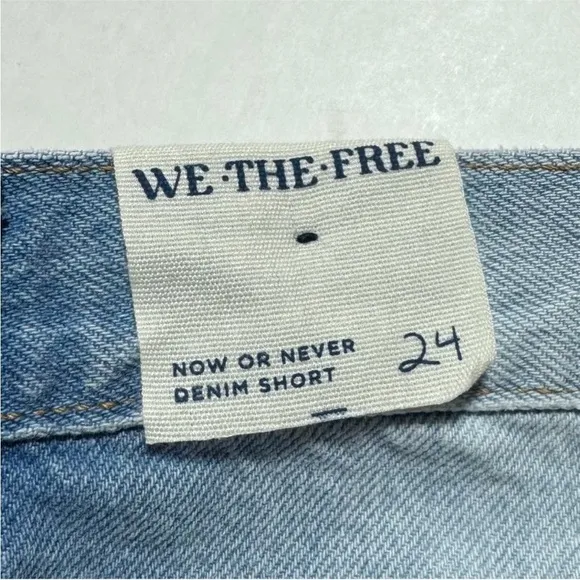 WE·THE·FREE
NOW OR NEVER
DENIM SHORT
24